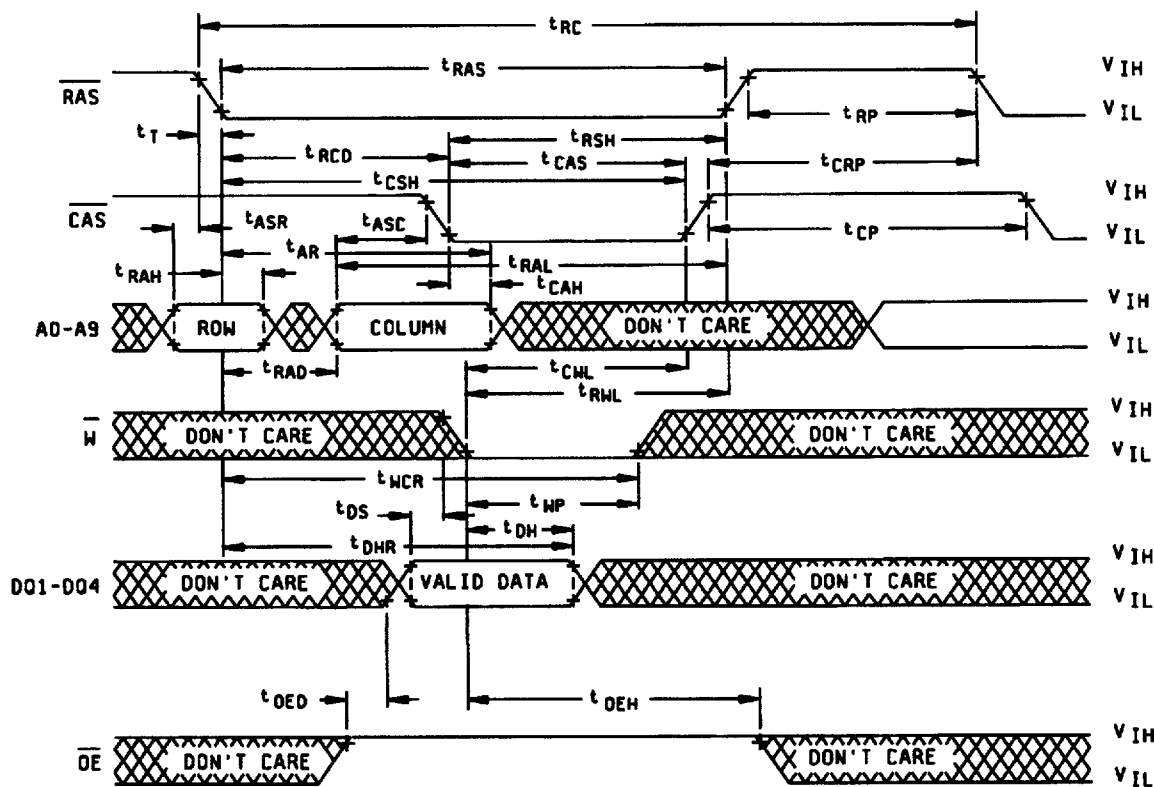 tRC
RAS
tRAS
VIH
tT
tRP
VIL
tRCD
tRSH
tCAS
tCRP
tCSH
CAS
tASR
tASC
VIH
tAR
tCP
VIL
tRAH
tRAL
tCAH
A0-A9
ROW
COLUMN
DON'T CARE
VIH
VIL
tRAD
tCWL
tRWL
W
DON'T CARE
DON'T CARE
VIH
VIL
tWCR
tWP
tDS
tDH
tDHR
DQ1-DQ4
DON'T CARE
VALID DATA
DON'T CARE
VIH
VIL
tOED
tOEH
OE
DON'T CARE
DON'T CARE
VIH
VIL